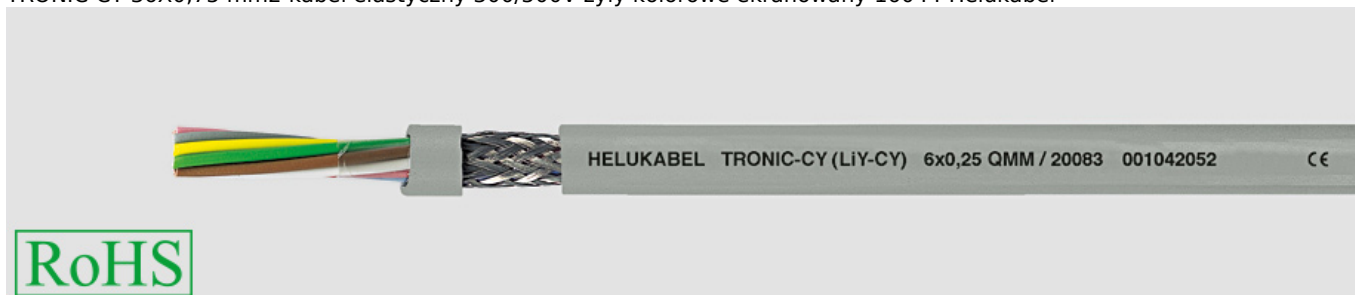 HELUKABEL TRONIC-CY (LiY-CY) 6x0,25 QMM / 20083 001042052 CE
RoHS